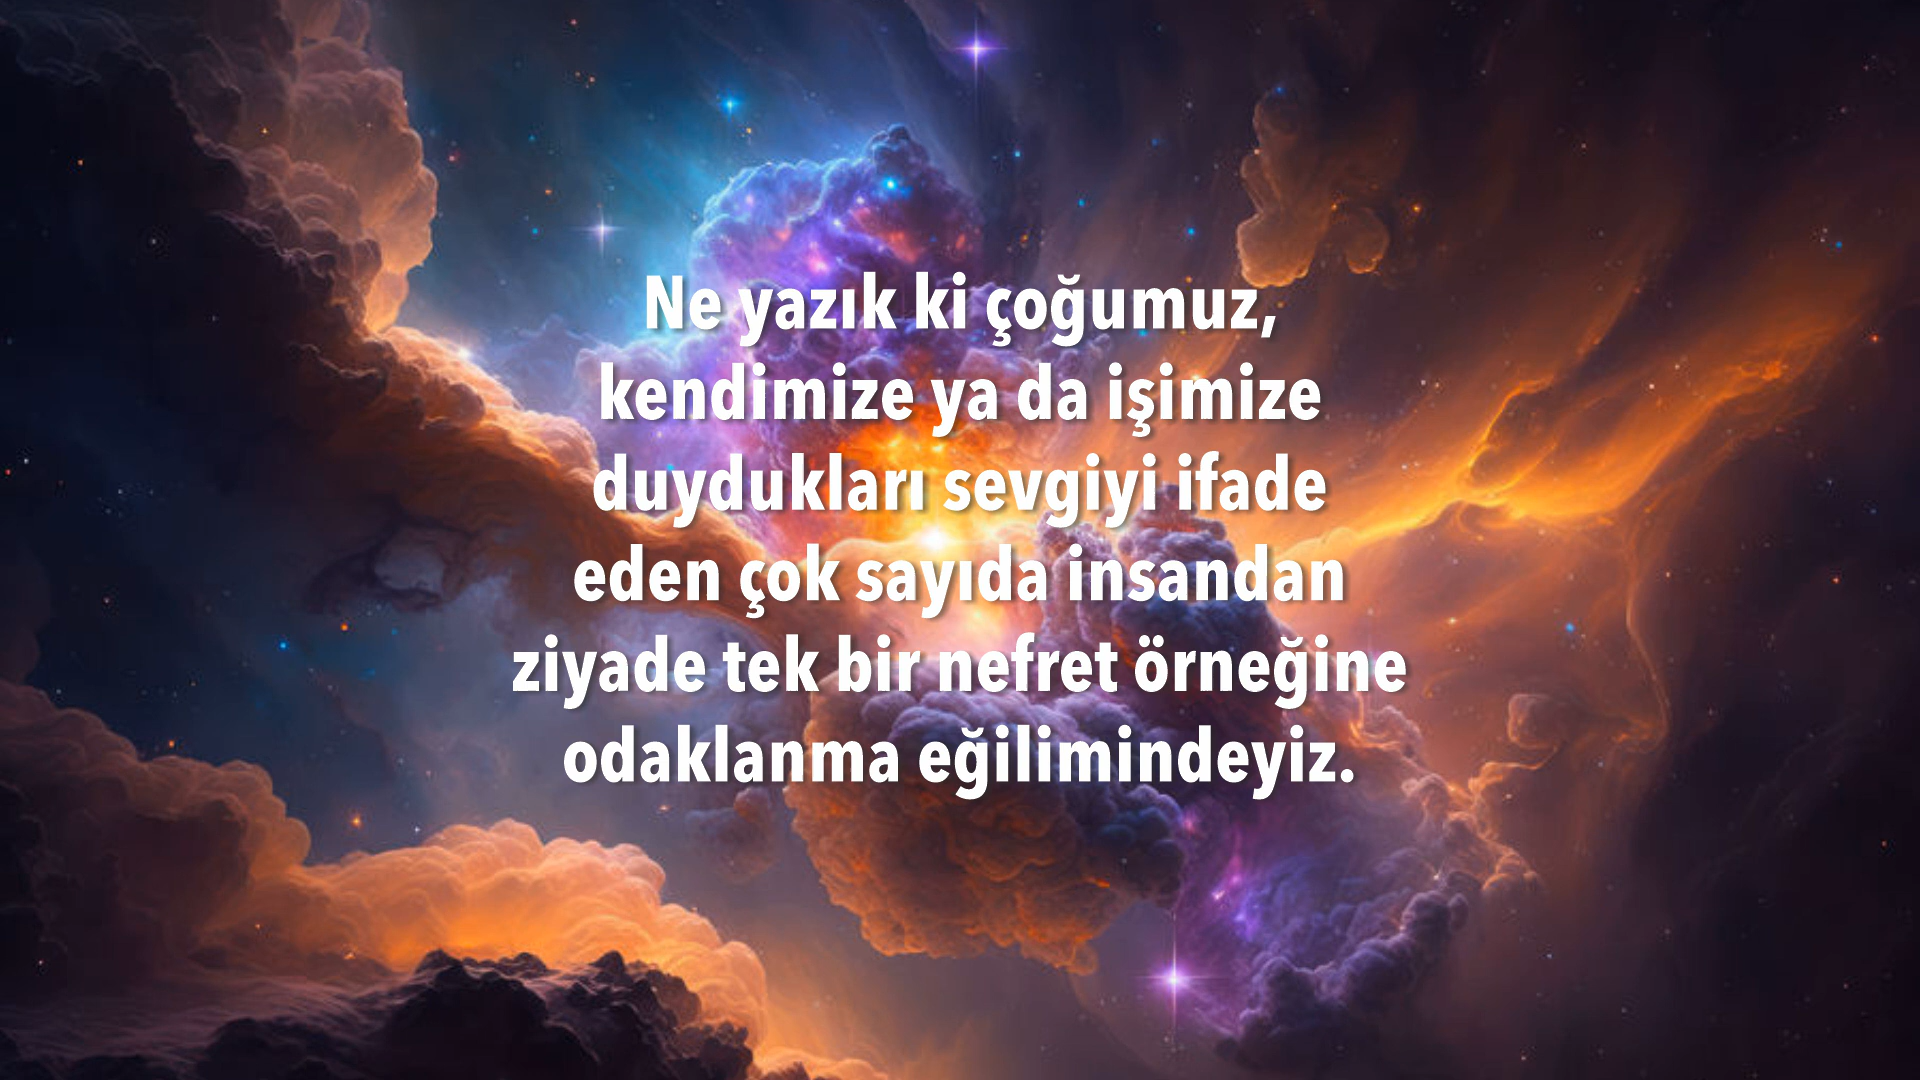 Ne yazık ki çoğumuz,
kendimize ya da işimize
duydukları sevgiyi ifade
eden çok sayıda insandan
ziyade tek bir nefret örneğine
odaklanma eğilimindeyiz.